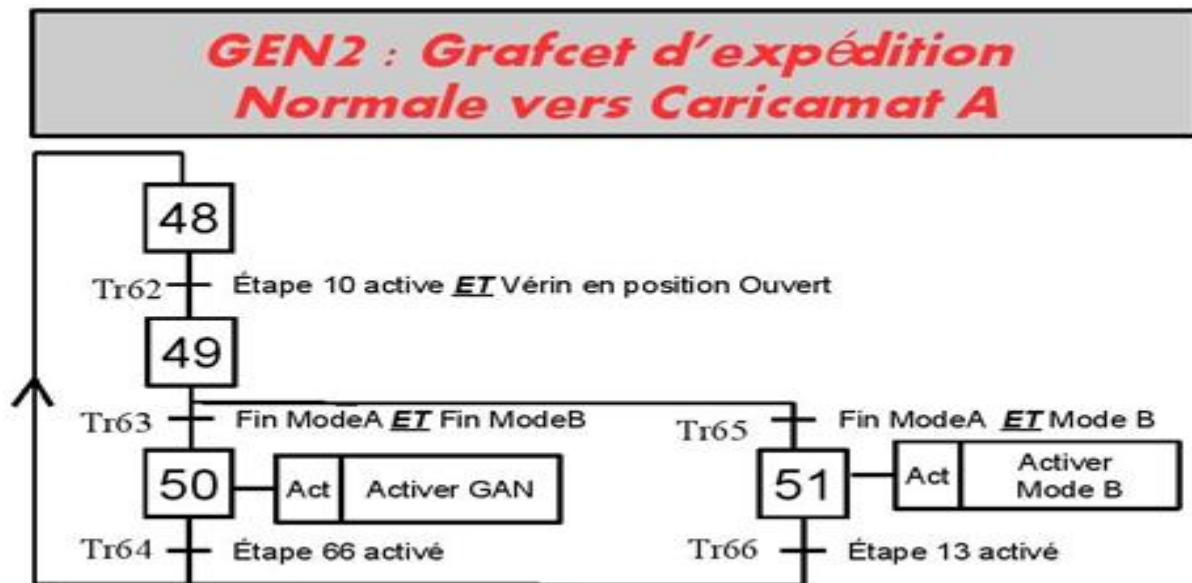 GEN2 : Grafcet d'expédition
Normale vers Caricamat A
48
Tr62 Étape 10 active ET Vérin en position Ouvert
49
Tr63 Fin ModeA ET Fin ModeB Tr65 Fin ModeA ET Mode B
50 Act Activer GAN 51 Act Activer
Mode B
Tr64 Étape 66 activé Tr66 Étape 13 activé